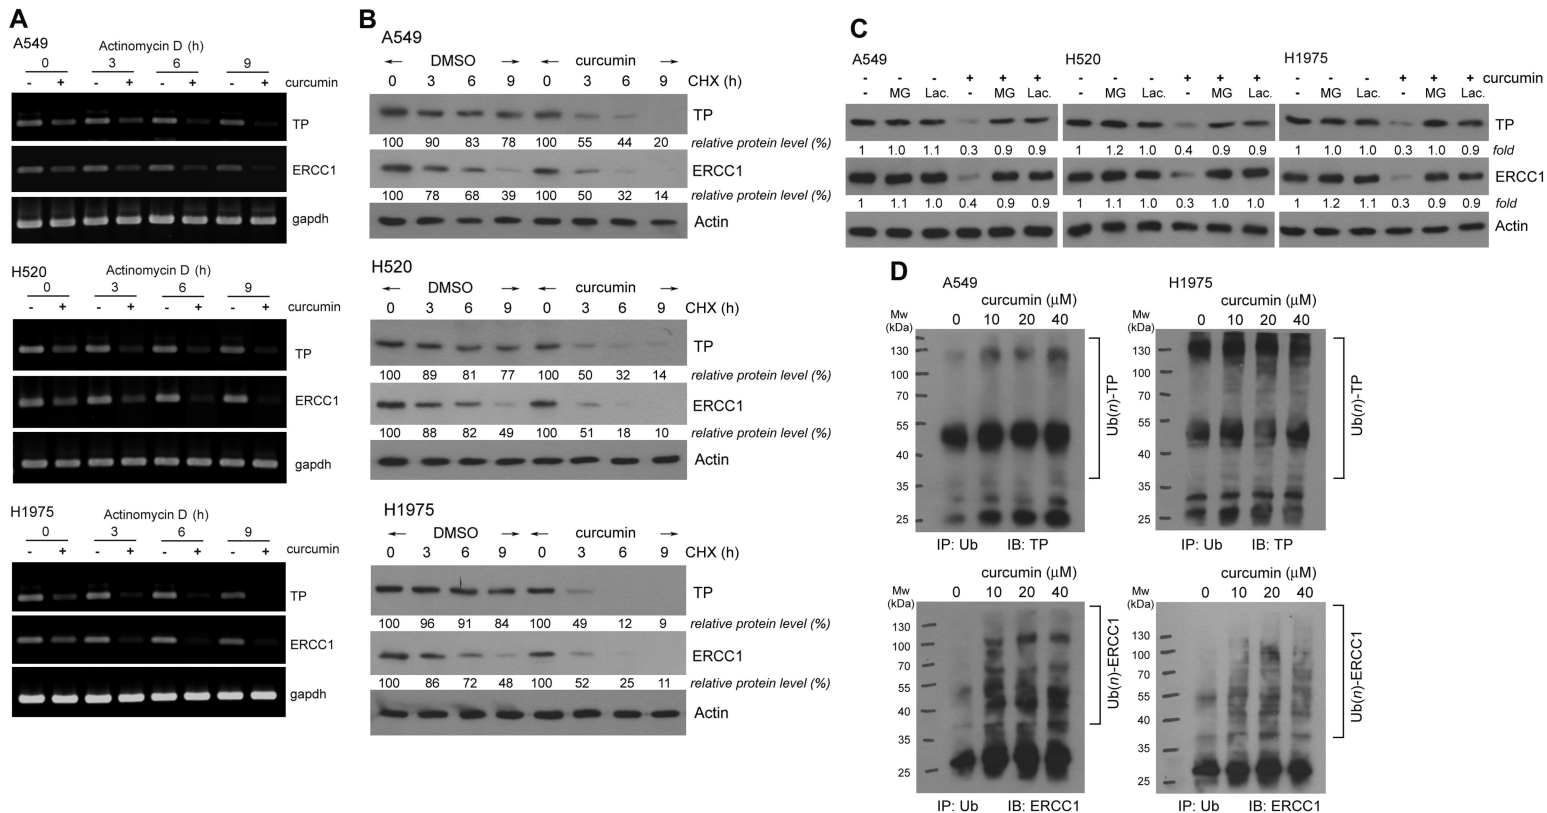 A
A549
Actinomycin D (h)
0 3 6 9
- + - + - + - + curcumin
TP
ERCC1
gapdh
H520
Actinomycin D (h)
0 3 6 9
- + - + - + - + curcumin
TP
ERCC1
gapdh
H1975
Actinomycin D (h)
0 3 6 9
- + - + - + - + curcumin
TP
ERCC1
gapdh
B
A549
← DMSO → ← curcumin →
0 3 6 9 0 3 6 9 CHX (h)
TP
100 90 83 78 100 55 44 20 relative protein level (%)
ERCC1
100 78 68 39 100 50 32 14 relative protein level (%)
Actin
H520
← DMSO → ← curcumin →
0 3 6 9 0 3 6 9 CHX (h)
TP
100 89 81 77 100 50 32 14 relative protein level (%)
ERCC1
100 88 82 49 100 51 18 10 relative protein level (%)
Actin
H1975
← DMSO → ← curcumin →
0 3 6 9 0 3 6 9 CHX (h)
TP
100 96 91 84 100 49 12 9 relative protein level (%)
ERCC1
100 86 72 48 100 52 25 11 relative protein level (%)
Actin
C
A549 H520 H1975
- - - + + + - - - + + + - - - + + + curcumin
- MG Lac. - MG Lac. - MG Lac. - MG Lac. - MG Lac. - MG Lac.
TP
1 1.0 1.1 0.3 0.9 0.9 1 1.2 1.0 0.4 0.9 0.9 1 1.0 1.0 0.3 1.0 0.9 fold
ERCC1
1 1.1 1.0 0.4 0.9 0.9 1 1.1 1.0 0.3 1.0 1.0 1 1.2 1.1 0.3 0.9 0.9 fold
Actin
D
A549
curcumin (µM)
Mw
(kDa)
0 10 20 40
130
100
70
55
40
35
25
Ub(n)-TP
IP: Ub IB: TP
H1975
curcumin (µM)
Mw
(kDa)
0 10 20 40
130
100
70
55
40
35
25
Ub(n)-TP
IP: Ub IB: TP
curcumin (µM)
Mw
(kDa)
0 10 20 40
130
100
70
55
40
35
25
Ub(n)-ERCC1
IP: Ub IB: ERCC1
curcumin (µM)
Mw
(kDa)
0 10 20 40
130
100
70
55
40
35
25
Ub(n)-ERCC1
IP: Ub IB: ERCC1